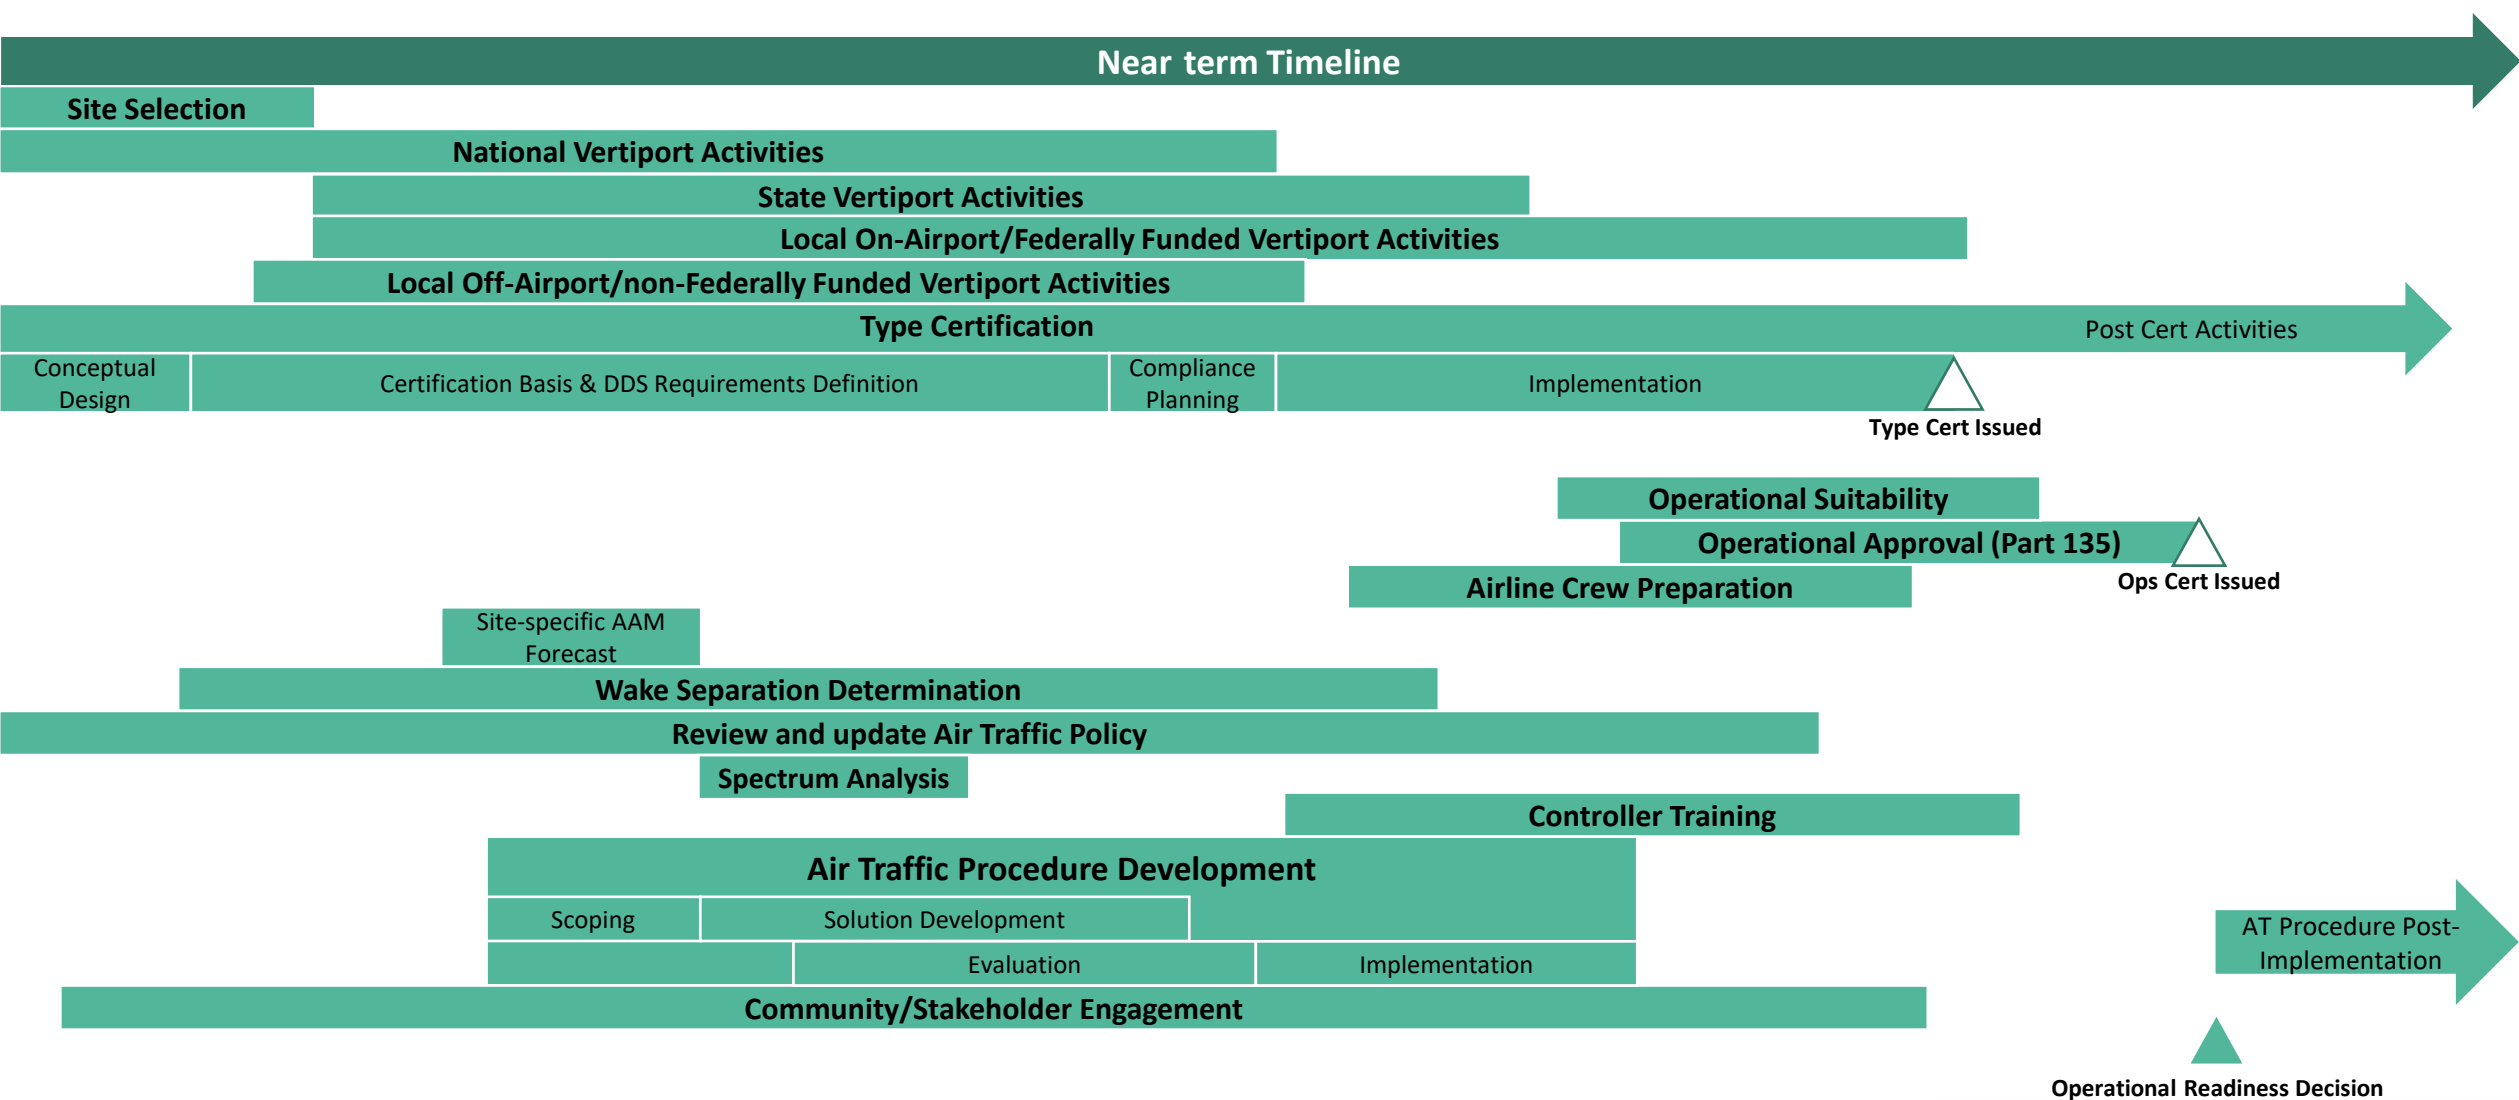 Near term Timeline
Site Selection
National Vertiport Activities
State Vertiport Activities
Local On-Airport/Federally Funded Vertiport Activities
Local Off-Airport/non-Federally Funded Vertiport Activities
Type Certification
Post Cert Activities
Conceptual
Design
Certification Basis & DDS Requirements Definition
Compliance
Planning
Implementation
Type Cert Issued
Operational Suitability
Operational Approval (Part 135)
Ops Cert Issued
Airline Crew Preparation
Site-specific AAM
Forecast
Wake Separation Determination
Review and update Air Traffic Policy
Spectrum Analysis
Controller Training
Air Traffic Procedure Development
Scoping
Solution Development
Evaluation
Implementation
AT Procedure Post-
Implementation
Community/Stakeholder Engagement
Operational Readiness Decision